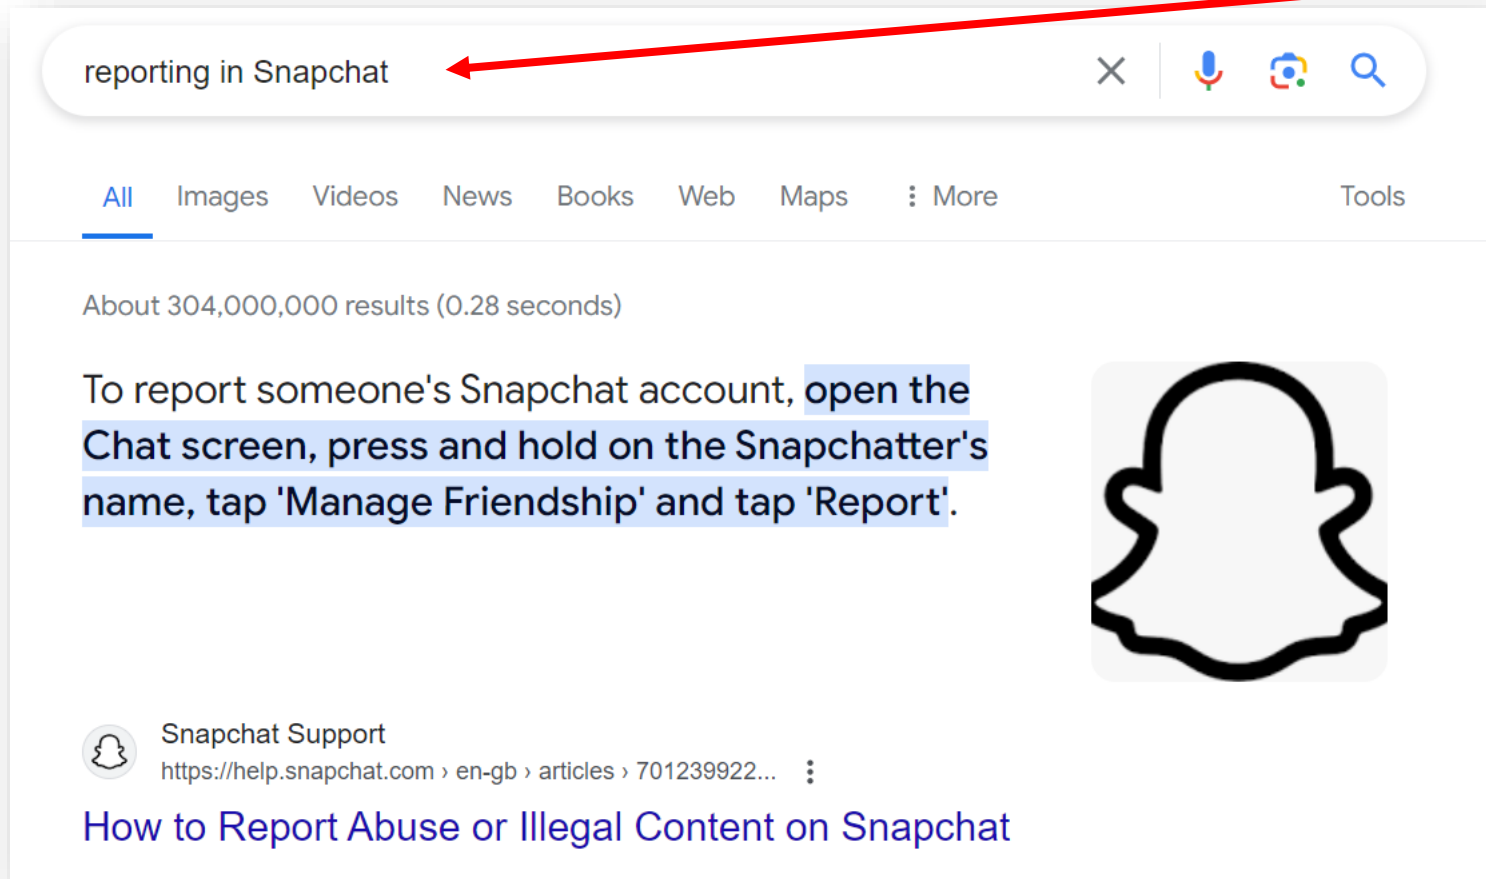 reporting in Snapchat
All Images Videos News Books Web Maps More Tools
About 304,000,000 results (0.28 seconds)
To report someone's Snapchat account, open the
Chat screen, press and hold on the Snapchatter's
name, tap 'Manage Friendship' and tap 'Report'.
Snapchat Support
https://help.snapchat.com › en-gb › articles › 701239922...
How to Report Abuse or Illegal Content on Snapchat